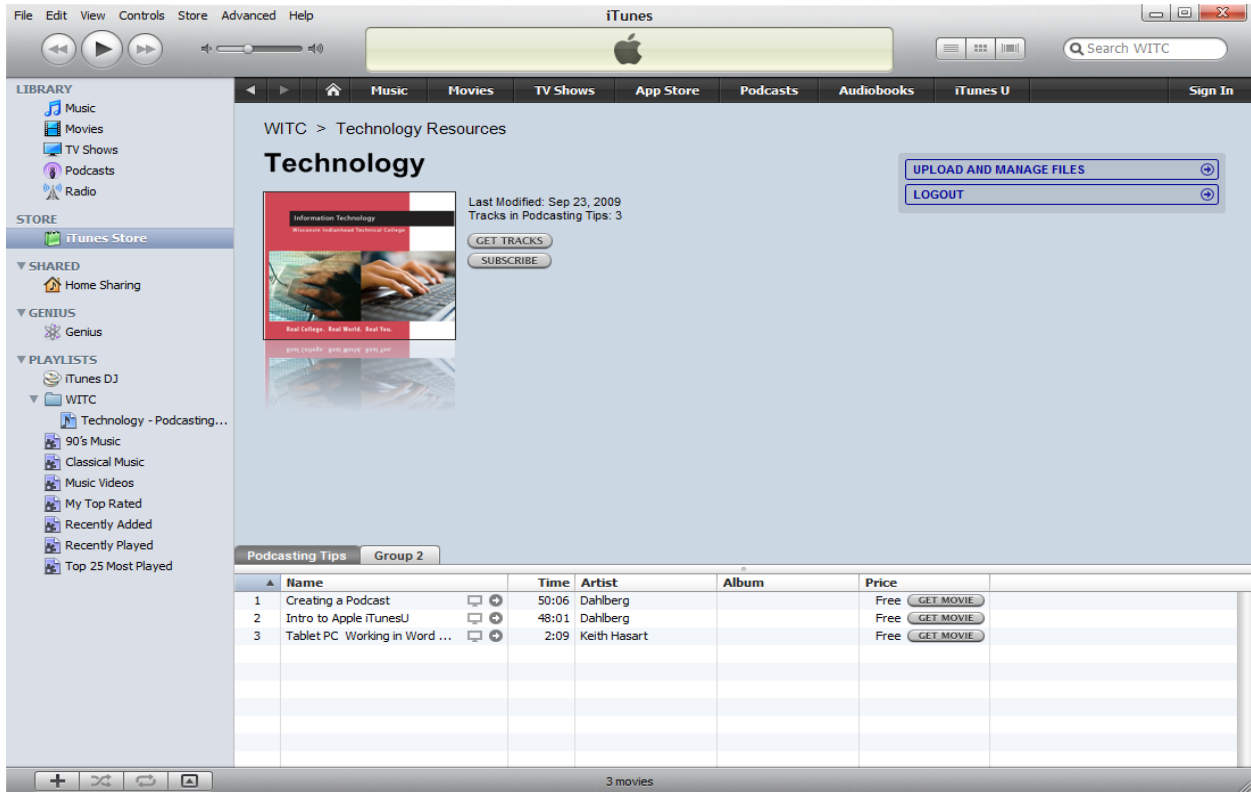 File Edit View Controls Store Advanced Help
iTunes
Search WITC
LIBRARY
Music
Movies
TV Shows
Podcasts
Radio
STORE
iTunes Store
SHARED
Home Sharing
GENIUS
Genius
PLAYLISTS
iTunes DJ
WITC
Technology - Podcasting...
90's Music
Classical Music
Music Videos
My Top Rated
Recently Added
Recently Played
Top 25 Most Played
Music Movies TV Shows App Store Podcasts Audiobooks iTunes U Sign In
WITC > Technology Resources
Technology
Information Technology
Wisconsin Indianhead Technical College
Real College. Real World. Real You.
Last Modified: Sep 23, 2009
Tracks in Podcasting Tips: 3
GET TRACKS
SUBSCRIBE
UPLOAD AND MANAGE FILES
LOGOUT
Podcasting Tips Group 2
Name Time Artist Album Price
1 Creating a Podcast 50:06 Dahlberg Free GET MOVIE
2 Intro to Apple iTunesU 48:01 Dahlberg Free GET MOVIE
3 Tablet PC Working in Word ... 2:09 Keith Hasart Free GET MOVIE
3 movies